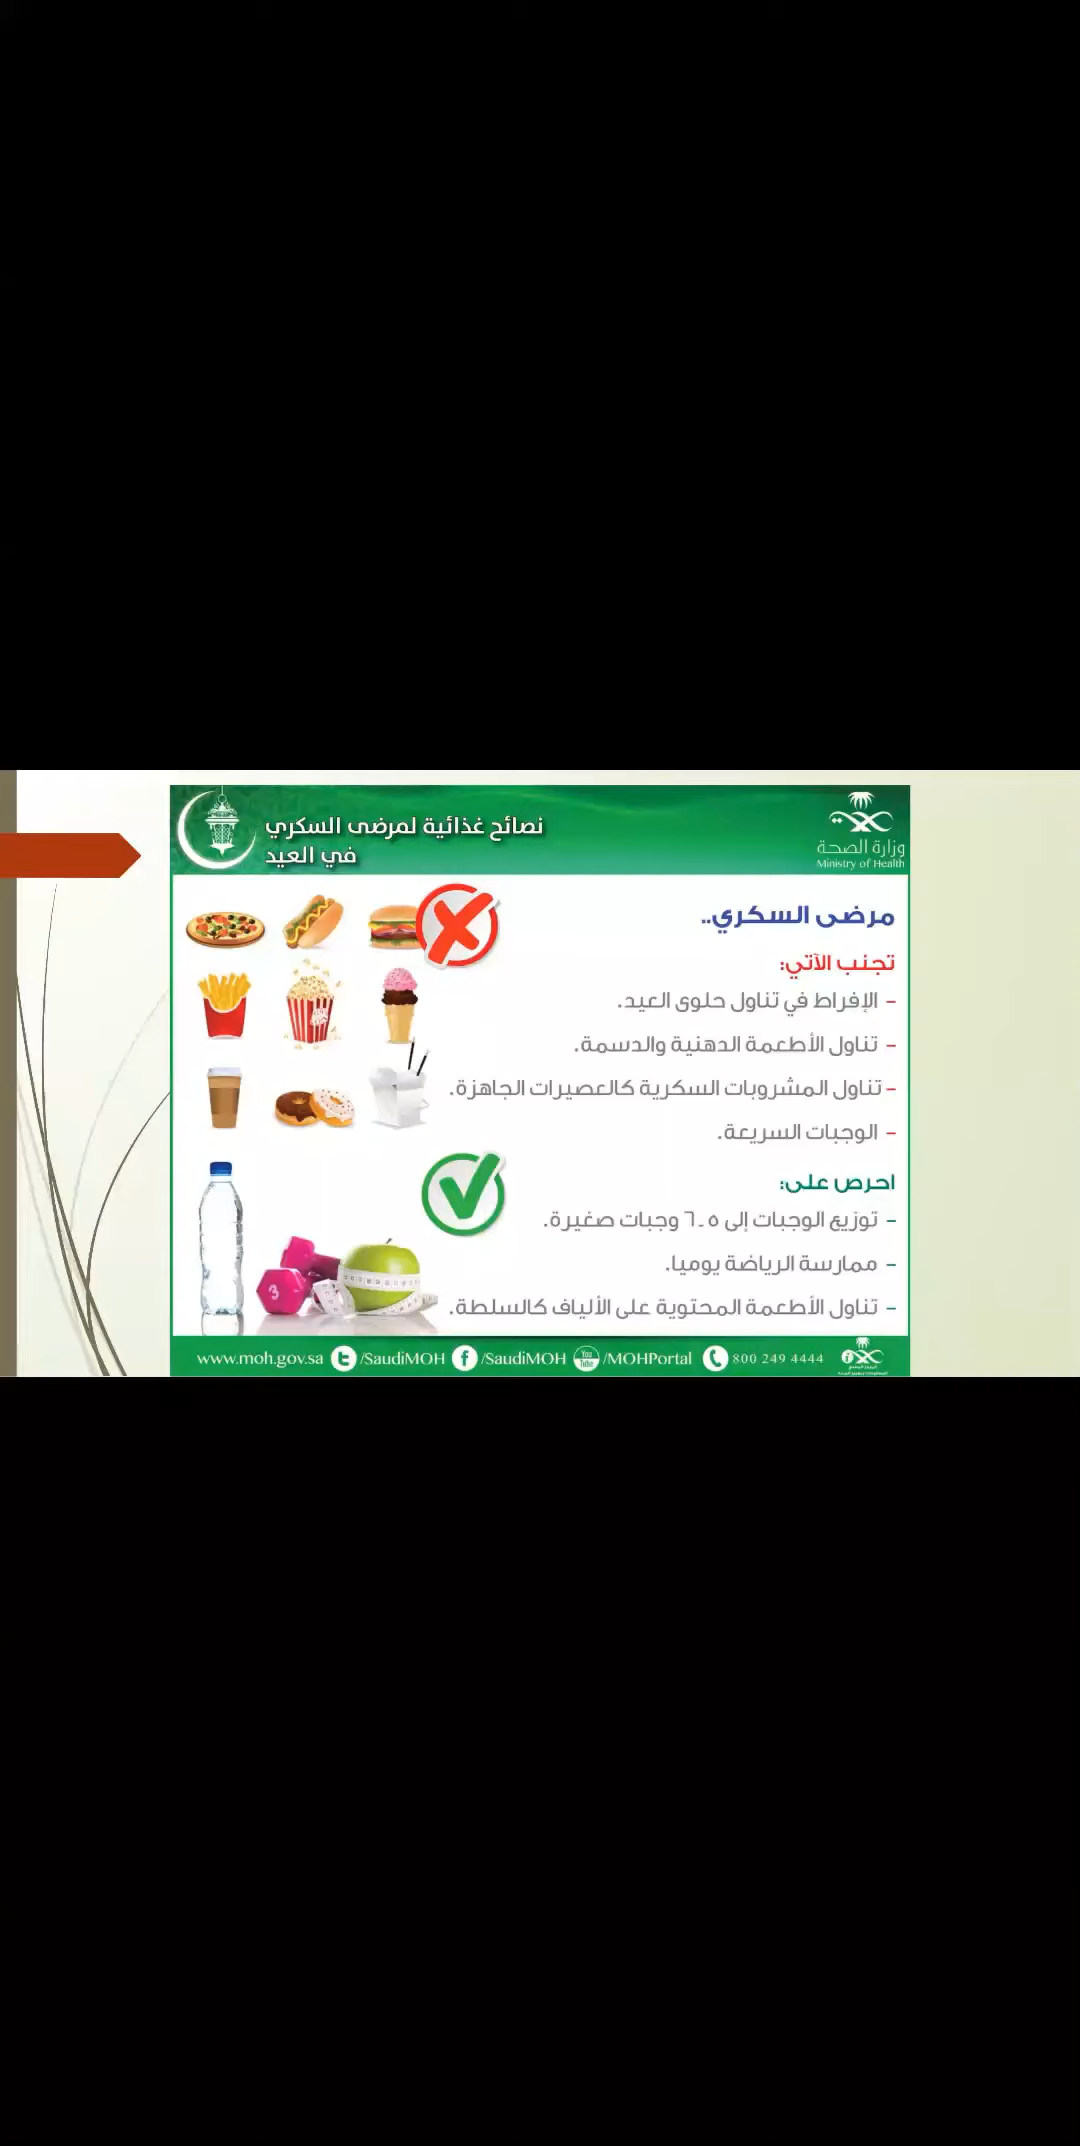 نصائح غذائية لمرضى السكري
في العيد
وزارة الصحة
Ministry of Health
مرضى السكري..
تجنب الآتي:
- الإفراط في تناول حلوى العيد.
- تناول الأطعمة الدهنية والدسمة.
- تناول المشروبات السكرية كالعصيرات الجاهزة.
- الوجبات السريعة.
احرص على:
- توزيع الوجبات إلى ٥-٦ وجبات صغيرة.
- ممارسة الرياضة يوميا.
- تناول الأطعمة المحتوية على الألياف كالسلطة.
3
www.moh.gov.sa /SaudiMOH /SaudiMOH You Tube /MOHPortal 800 249 4444